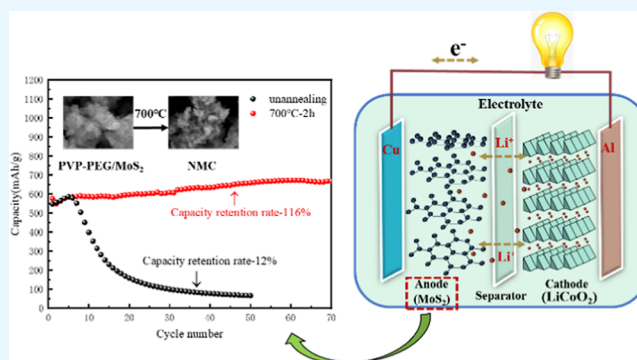 1200
1100
1000
900
800
700
600
500
400
300
200
100
0
Capacity(mAh/g)
unannealing
700℃-2h
700℃
PVP-PEG/MoS₂
NMC
Capacity retention rate-116%
Capacity retention rate-12%
0 10 20 30 40 50 60 70
Cycle number
e⁻
Electrolyte
Cu
Li⁺
Al
Li⁺
Anode
(MoS₂)
Separator
Cathode
(LiCoO₂)